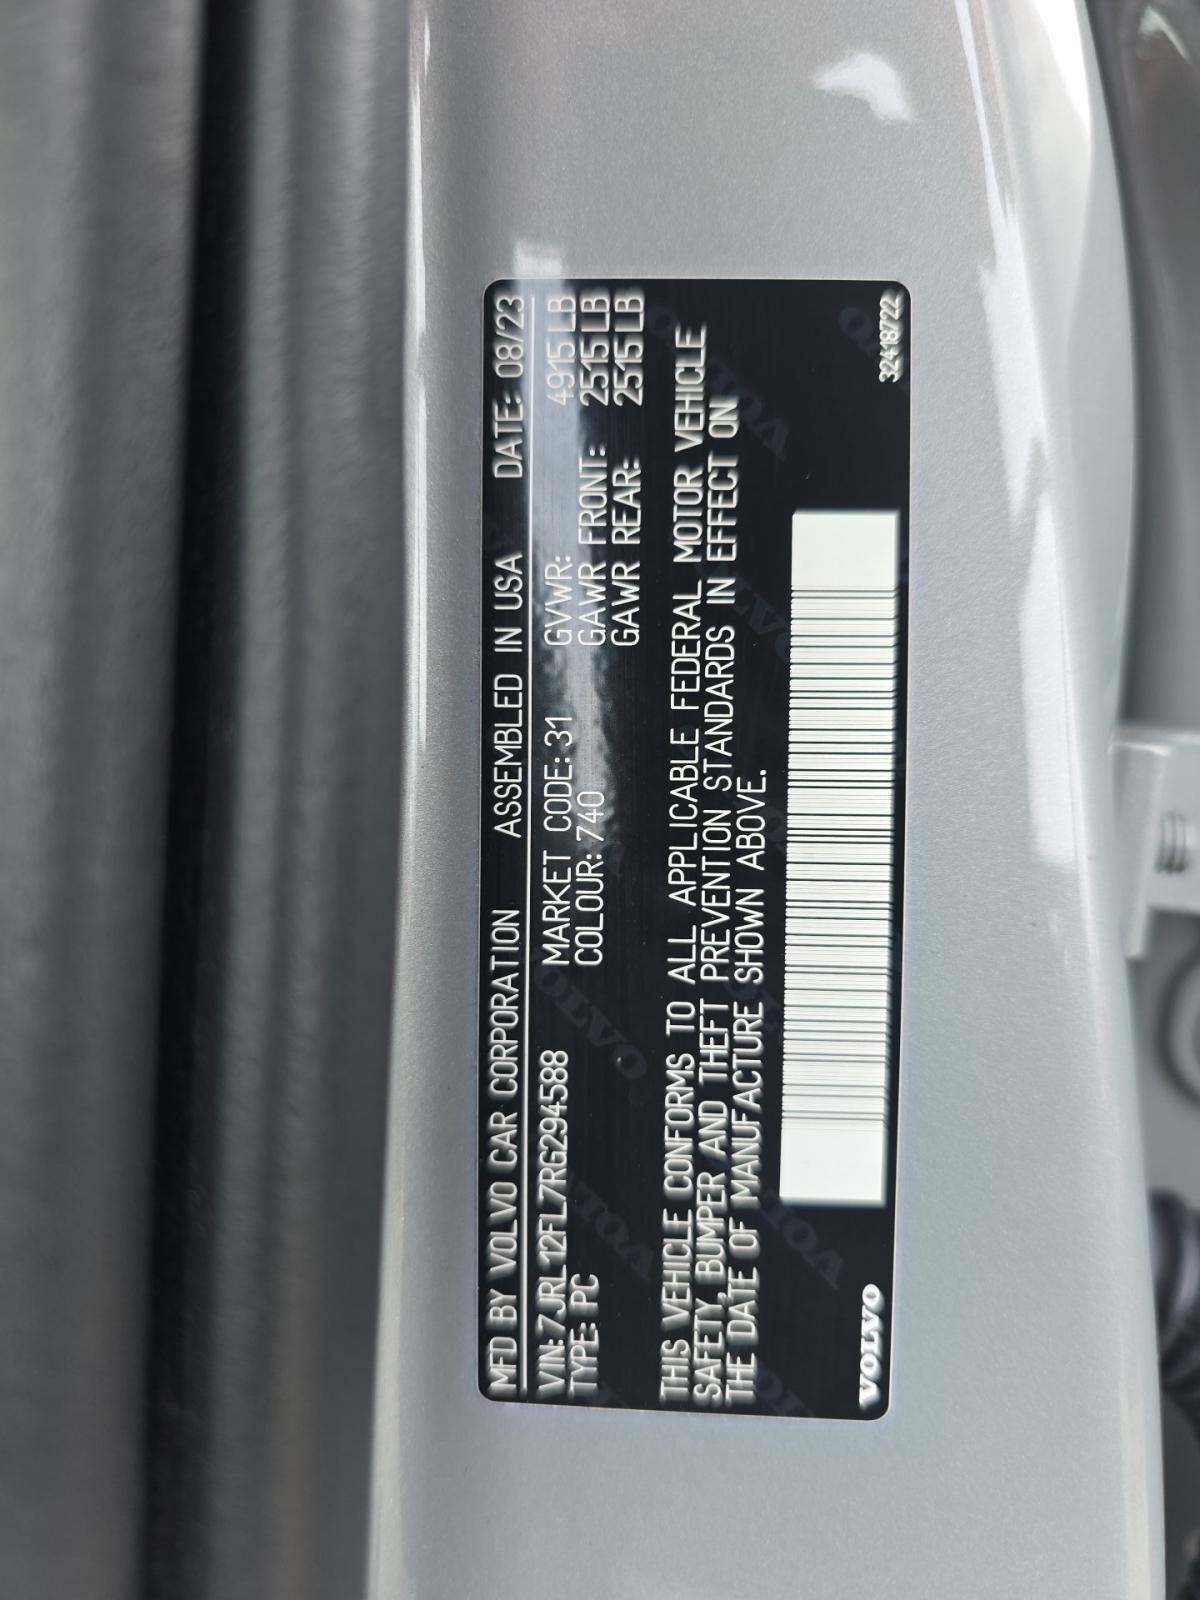 MFD BY VOLVO CAR CORPORATION ASSEMBLED IN USA DATE: 08/23
VIN: 7JRL12FL7RG294588 MARKET CODE: 31 GVWR: 4915 LB
TYPE: PC COLOUR: 740 GAWR FRONT: 2515 LB
GAWR REAR: 2515 LB
THIS VEHICLE CONFORMS TO ALL APPLICABLE FEDERAL MOTOR VEHICLE
SAFETY, BUMPER AND THEFT PREVENTION STANDARDS IN EFFECT ON
THE DATE OF MANUFACTURE SHOWN ABOVE.
VOLVO 32418722